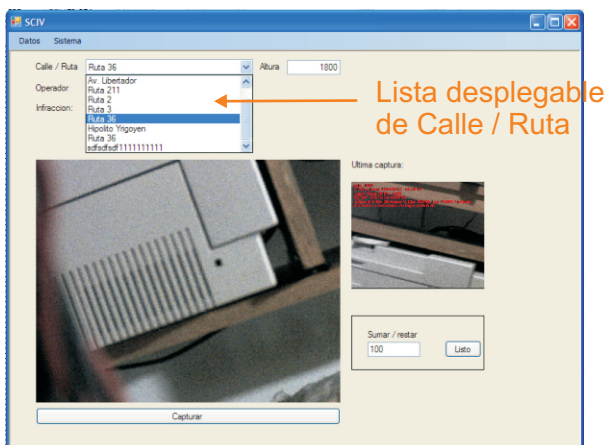 SCIV
Datos Sistema
Calle / Ruta Ruta 36 Altura 1800
Operador
Infraccion:
Av. Libertador
Ruta 211
Ruta 2
Ruta 3
Ruta 36
Hipolito Yrigoyen
Ruta 36
sdfsdfsdf1111111111
Lista desplegable
de Calle / Ruta
Ultima captura:
Sumar / restar
100 Listo
Capturar